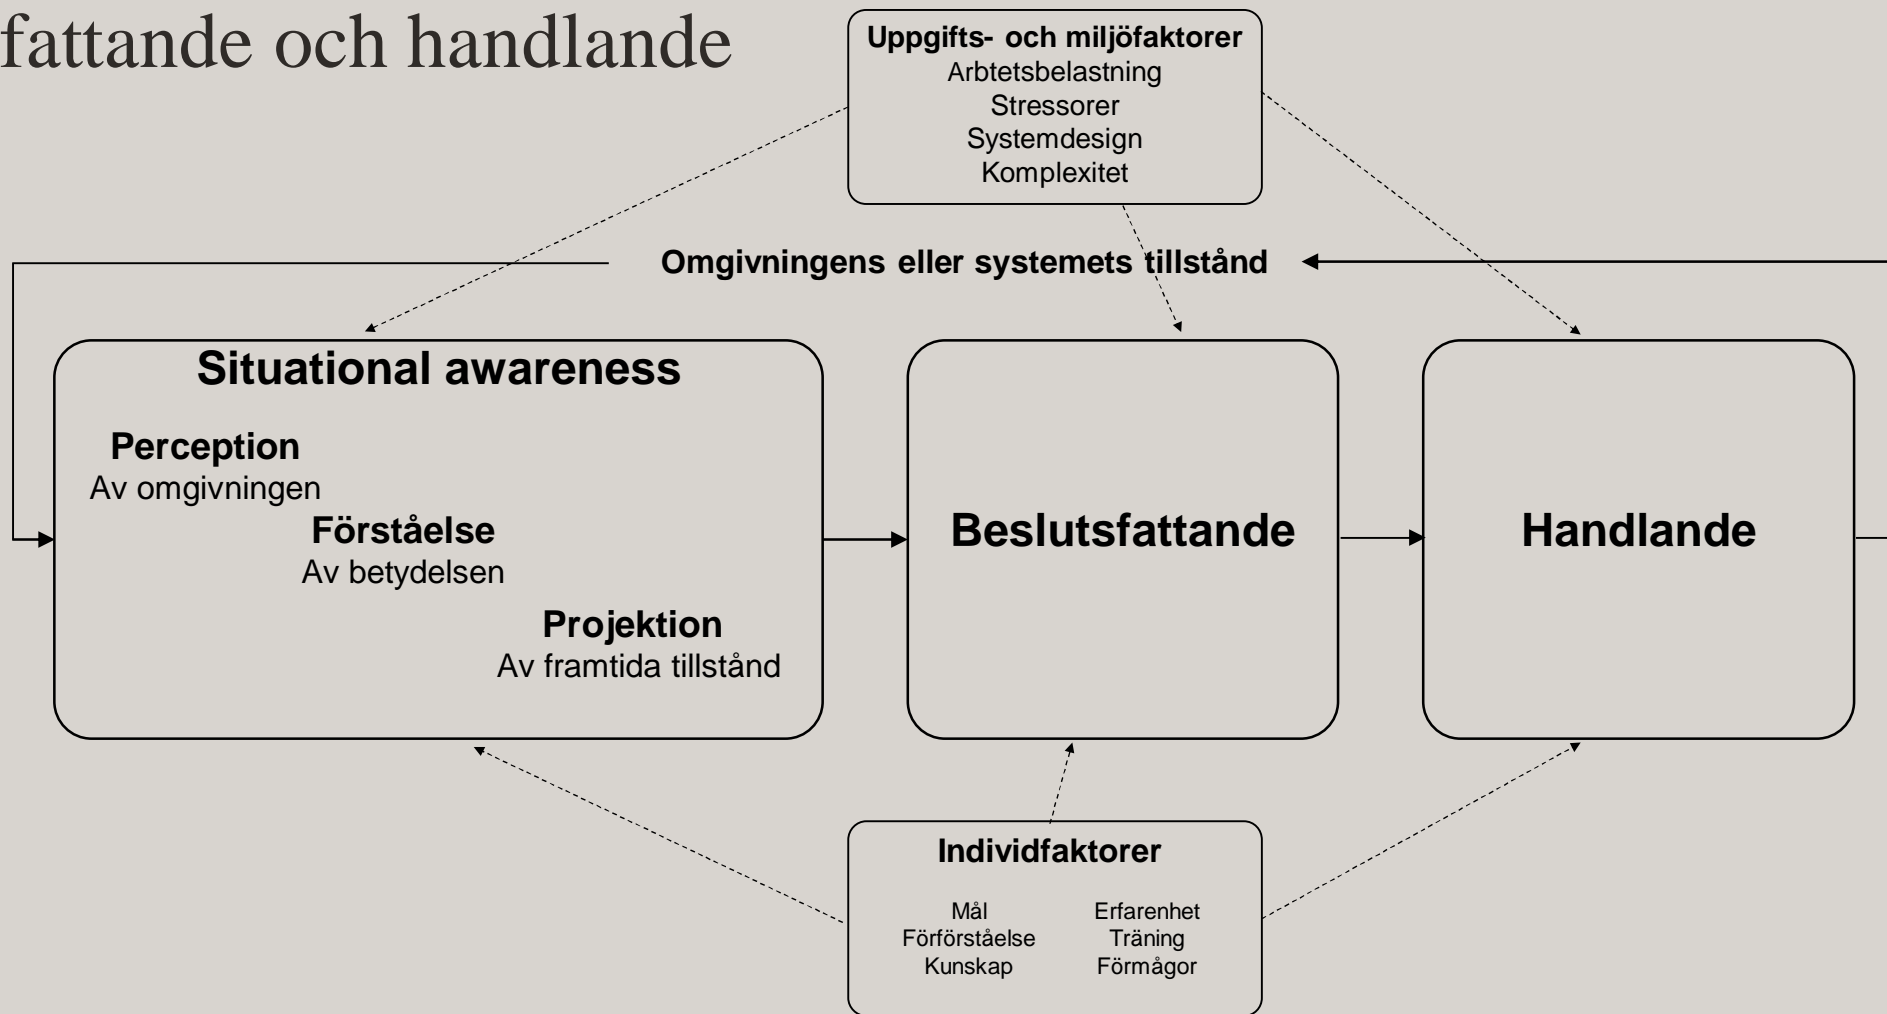 fattande och handlande
Uppgifts- och miljöfaktorer
Arbtetsbelastning
Stressorer
Systemdesign
Komplexitet
Omgivningens eller systemets tillstånd
Situational awareness
Perception
Av omgivningen
Förståelse
Av betydelsen
Projektion
Av framtida tillstånd
Beslutsfattande
Handlande
Individfaktorer
Mål
Förförståelse
Kunskap
Erfarenhet
Träning
Förmågor